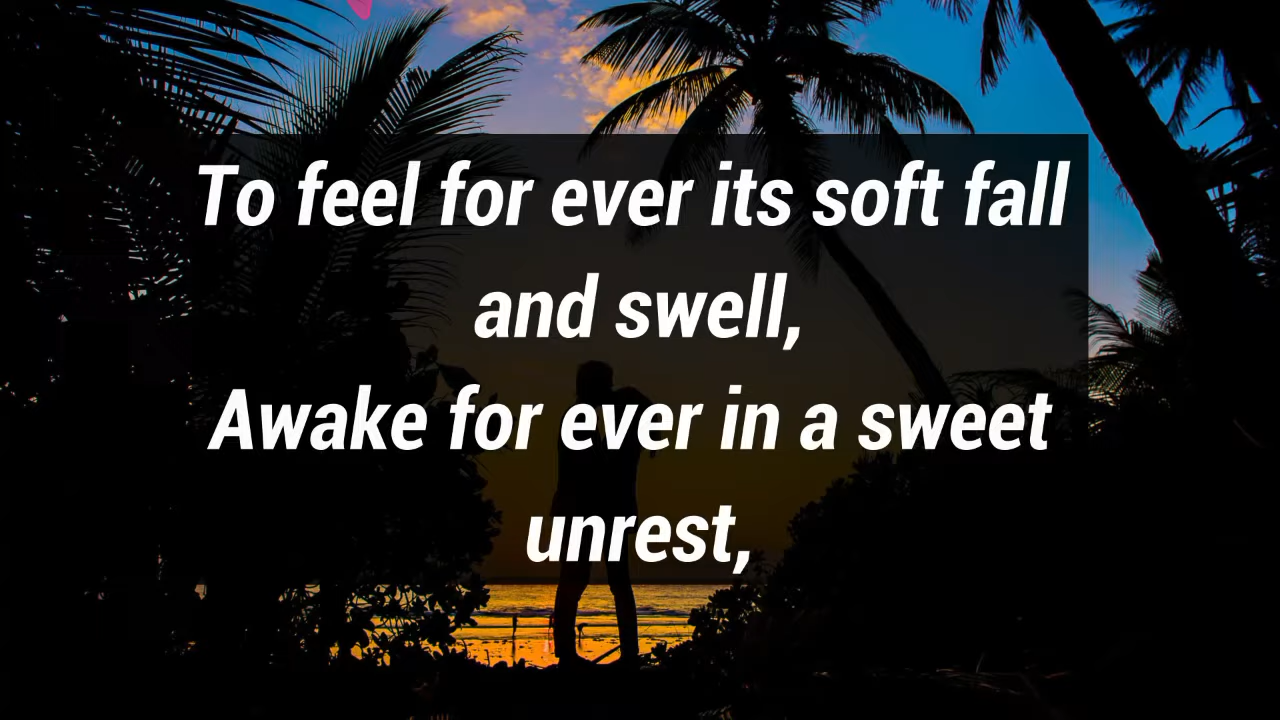 To feel for ever its soft fall
and swell,
Awake for ever in a sweet
unrest,